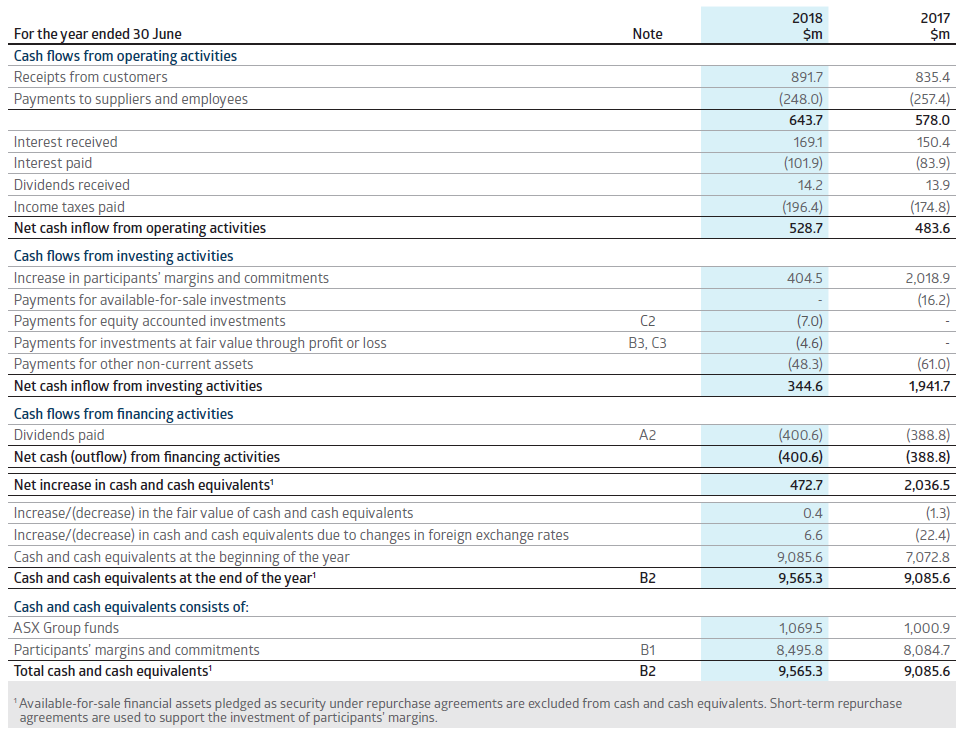 2018 2017
For the year ended 30 June Note $m $m
Cash flows from operating activities
Receipts from customers 891.7 835.4
Payments to suppliers and employees (248.0) (257.4)
643.7 578.0
Interest received 169.1 150.4
Interest paid (101.9) (83.9)
Dividends received 14.2 13.9
Income taxes paid (196.4) (174.8)
Net cash inflow from operating activities 528.7 483.6
Cash flows from investing activities
Increase in participants' margins and commitments 404.5 2,018.9
Payments for available-for-sale investments - (16.2)
Payments for equity accounted investments C2 (7.0) -
Payments for investments at fair value through profit or loss B3, C3 (4.6) -
Payments for other non-current assets (48.3) (61.0)
Net cash inflow from investing activities 344.6 1,941.7
Cash flows from financing activities
Dividends paid A2 (400.6) (388.8)
Net cash (outflow) from financing activities (400.6) (388.8)
Net increase in cash and cash equivalents¹ 472.7 2,036.5
Increase/(decrease) in the fair value of cash and cash equivalents 0.4 (1.3)
Increase/(decrease) in cash and cash equivalents due to changes in foreign exchange rates 6.6 (22.4)
Cash and cash equivalents at the beginning of the year 9,085.6 7,072.8
Cash and cash equivalents at the end of the year¹ B2 9,565.3 9,085.6
Cash and cash equivalents consists of:
ASX Group funds 1,069.5 1,000.9
Participants' margins and commitments B1 8,495.8 8,084.7
Total cash and cash equivalents¹ B2 9,565.3 9,085.6
¹ Available-for-sale financial assets pledged as security under repurchase agreements are excluded from cash and cash equivalents. Short-term repurchase
agreements are used to support the investment of participants' margins.